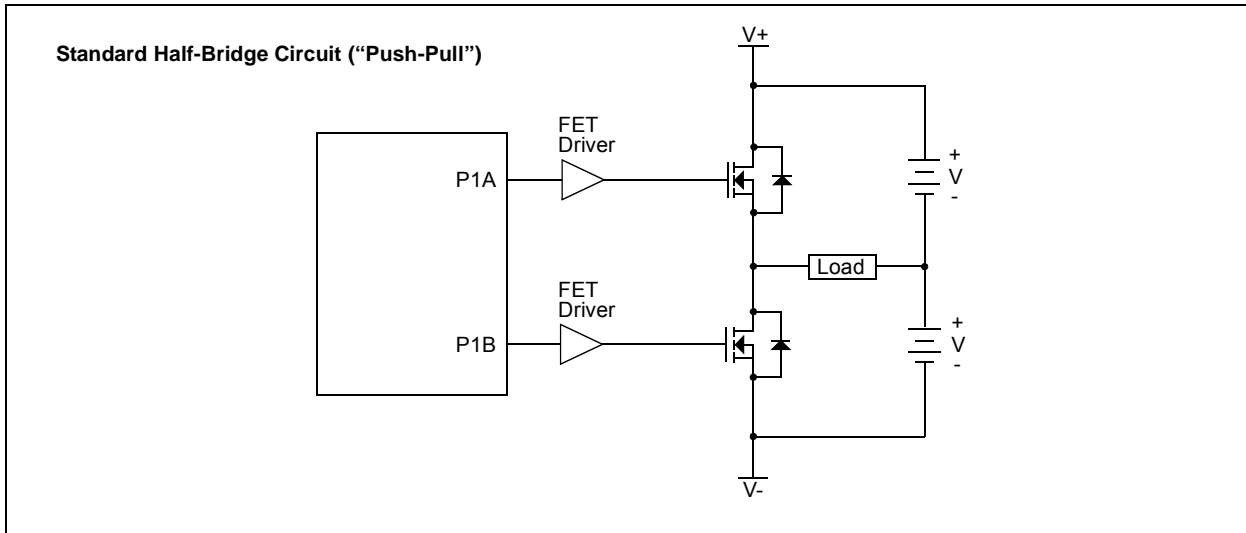 Standard Half-Bridge Circuit (“Push-Pull”)
V+
FET
Driver
P1A
+
V
-
Load
FET
Driver
P1B
+
V
-
V-